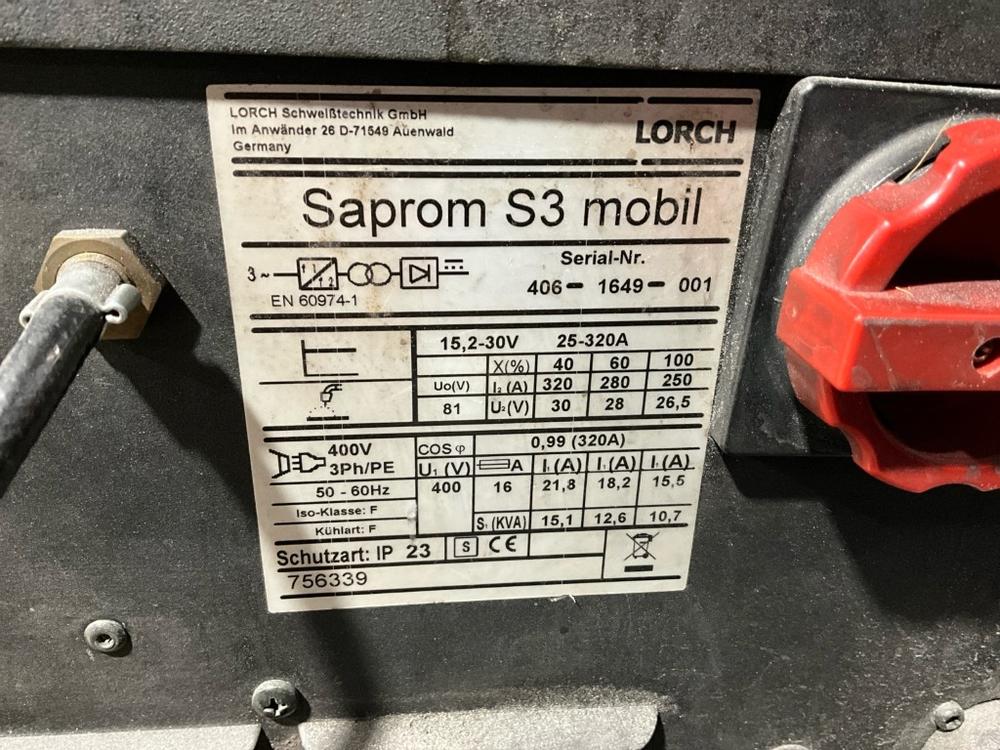 LORCH Schweißtechnik GmbH
Im Anwänder 26 D-71549 Auenwald
Germany
LORCH
Saprom S3 mobil
3~
EN 60974-1
Serial-Nr.
406- 1649- 001
15,2-30V 25-320A
X(%) 40 60 100
Uo(V) I2 (A) 320 280 250
81 U2(V) 30 28 26,5
400V
3Ph/PE
COS φ 0,99 (320A)
U1 (V) A I1(A) I1(A) I1(A)
50 - 60Hz 400 16 21,8 18,2 15,5
Iso-Klasse: F
Kühlart: F S1 (KVA) 15,1 12,6 10,7
Schutzart: IP 23 S CE
756339